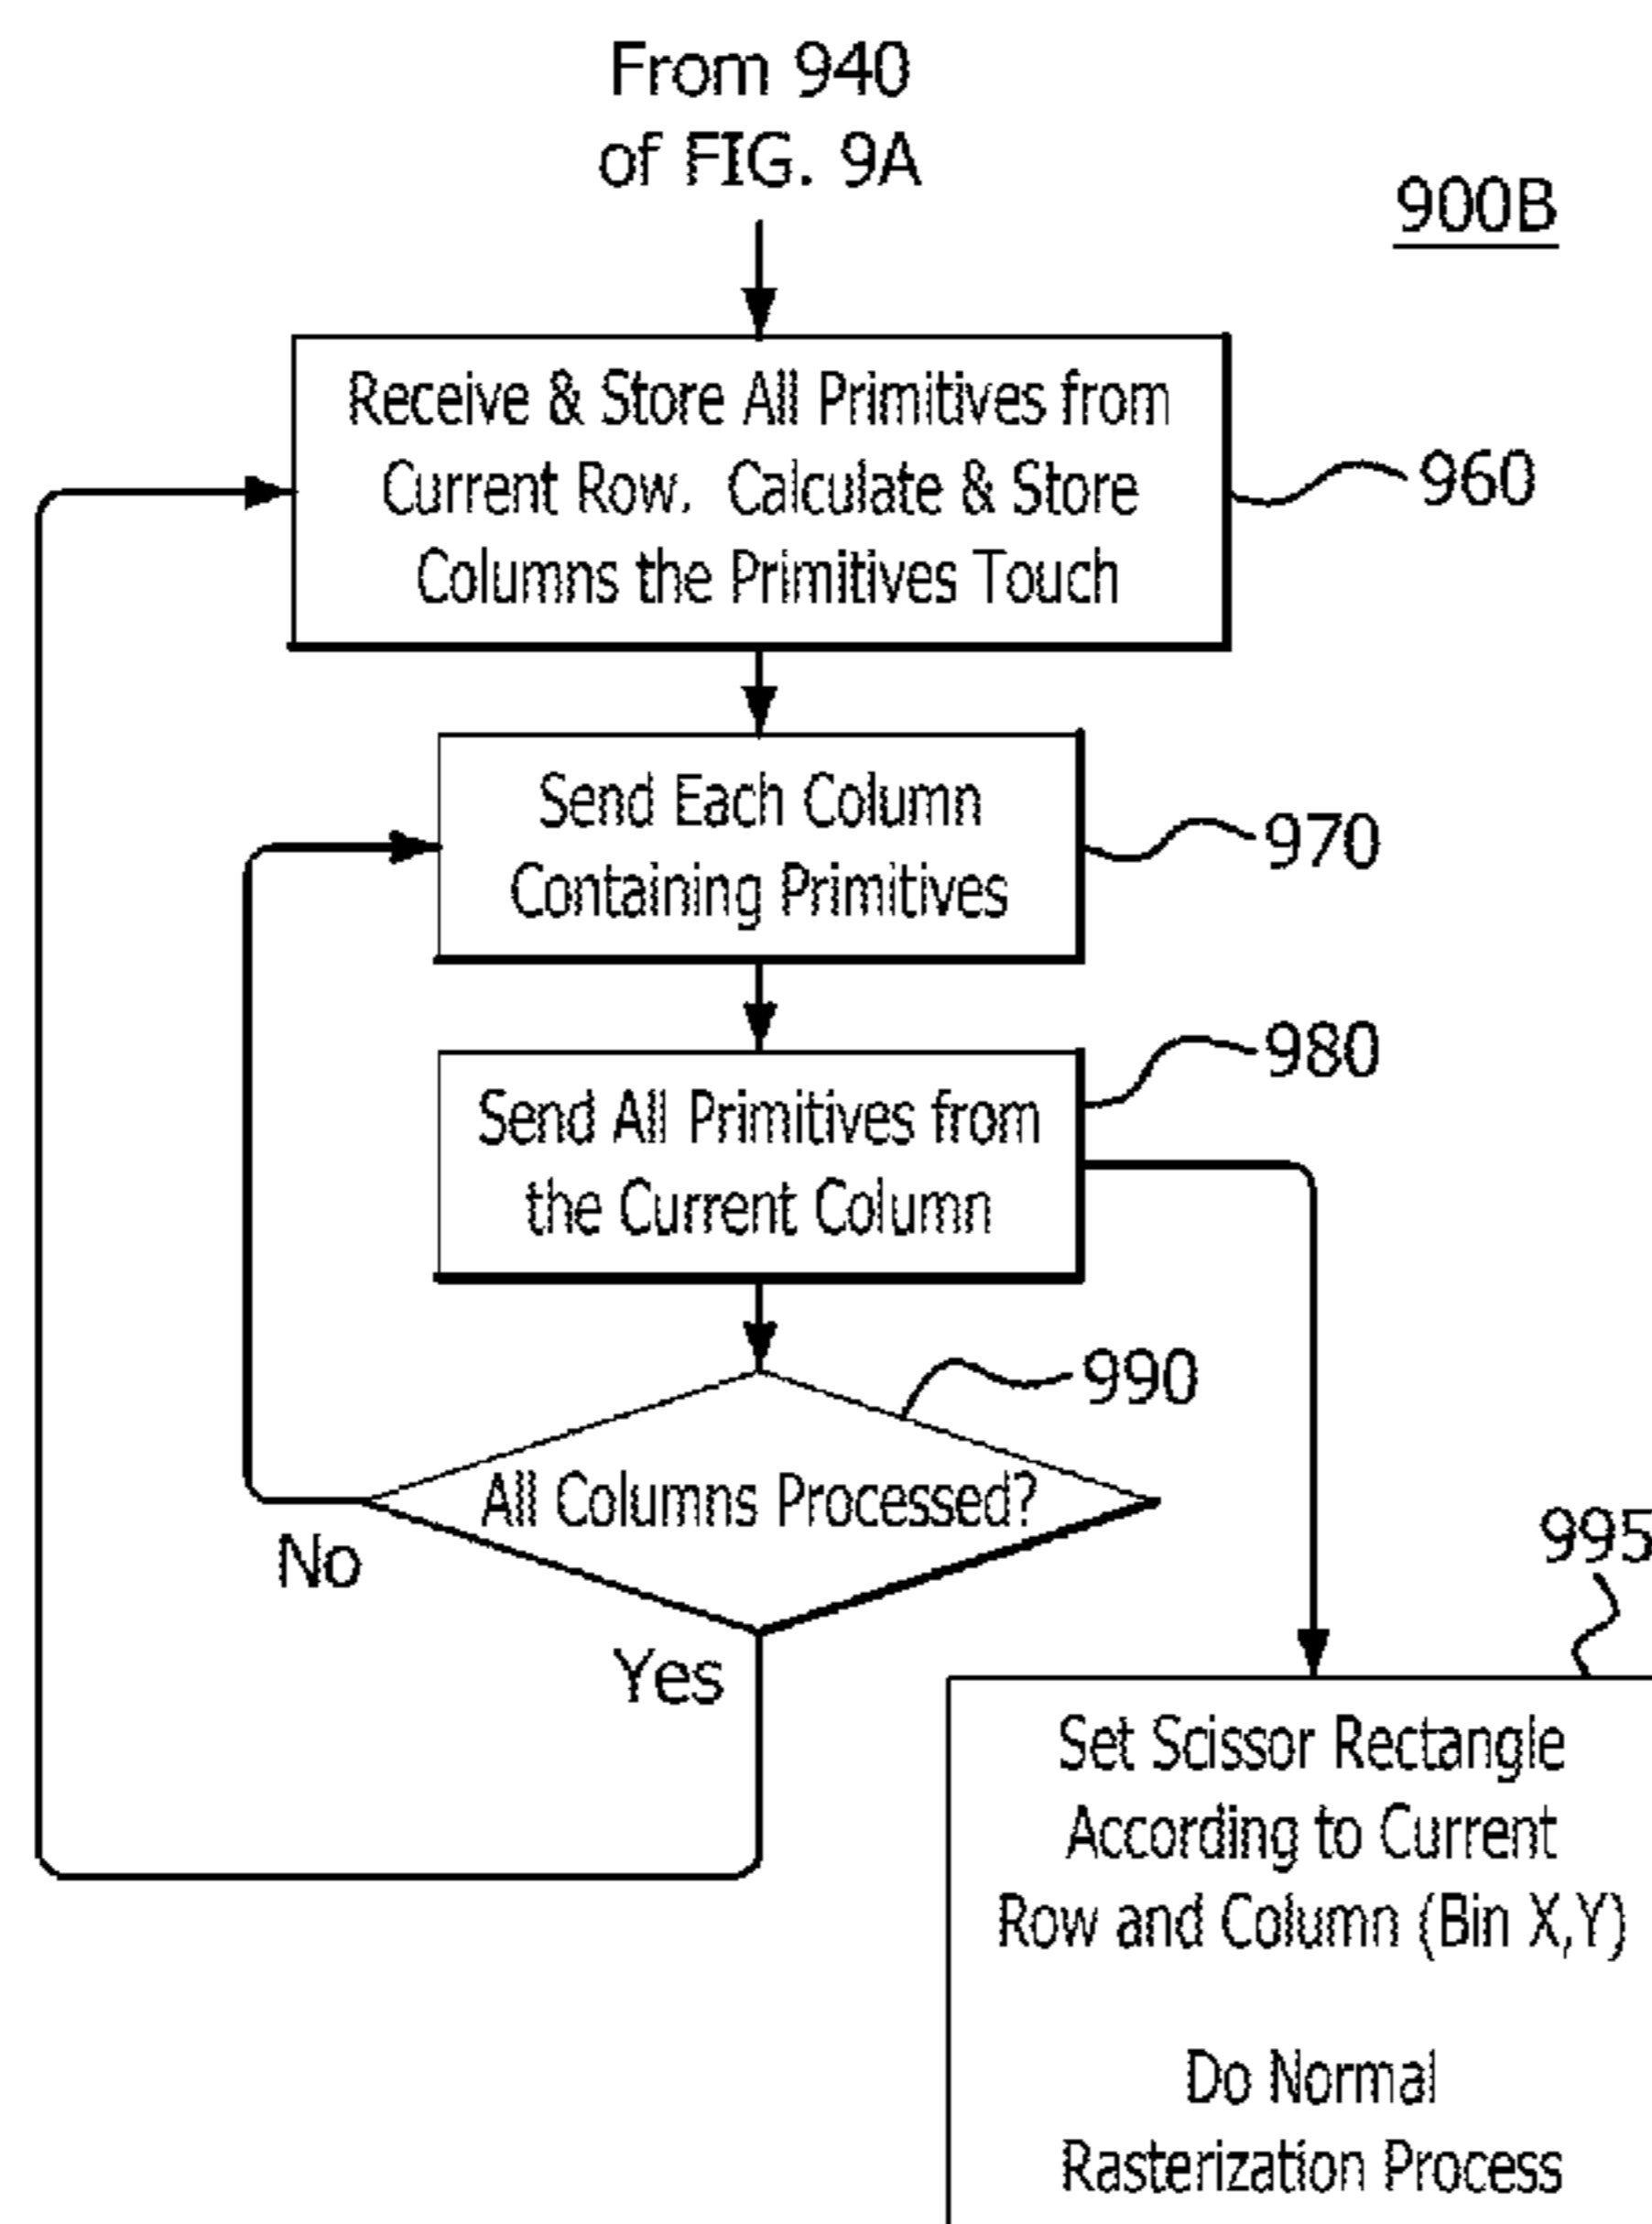 From 940
of FIG. 9A
900B
Receive & Store All Primitives from
Current Row. Calculate & Store
Columns the Primitives Touch
960
Send Each Column
Containing Primitives
970
980
Send All Primitives from
the Current Column
990
All Columns Processed?
No
Yes
995
Set Scissor Rectangle
According to Current
Row and Column (Bin X,Y)
Do Normal
Rasterization Process